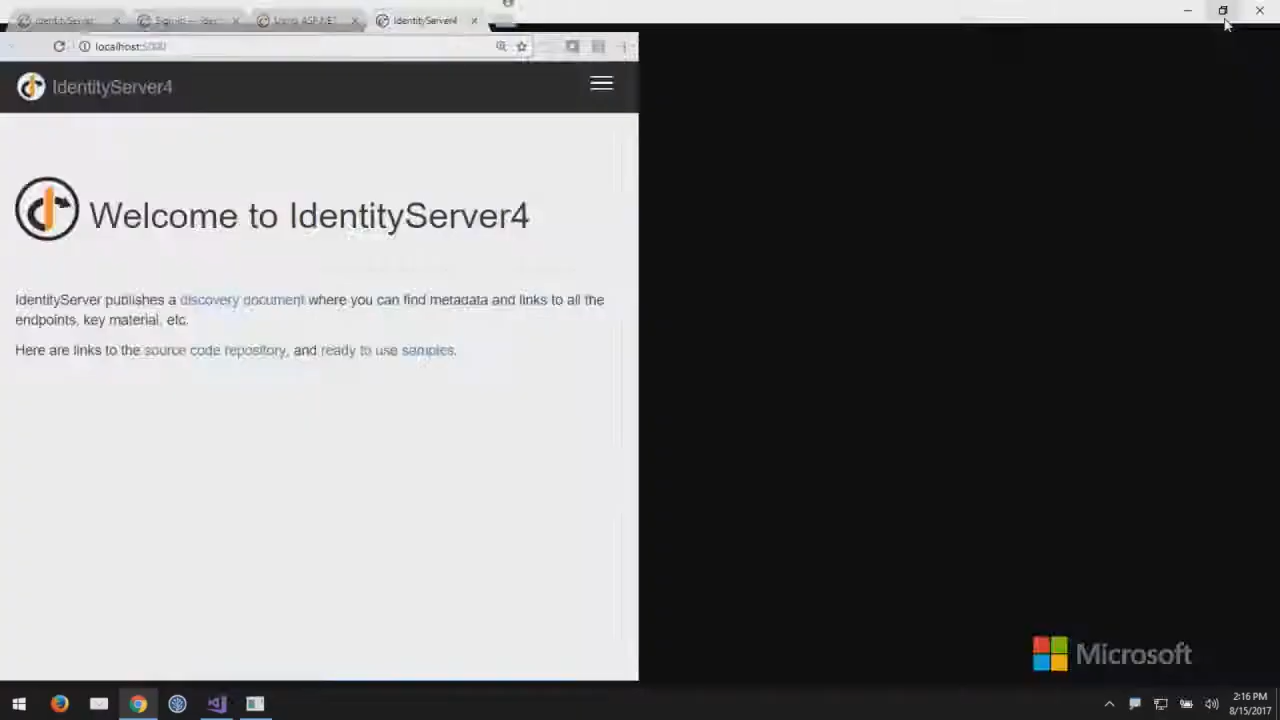 IdentityServer4
localhost:5000
IdentityServer4
Welcome to IdentityServer4
IdentityServer publishes a discovery document where you can find metadata and links to all the
endpoints, key material, etc.
Here are links to the source code repository, and ready to use samples.
Microsoft
2:16 PM
8/15/2017